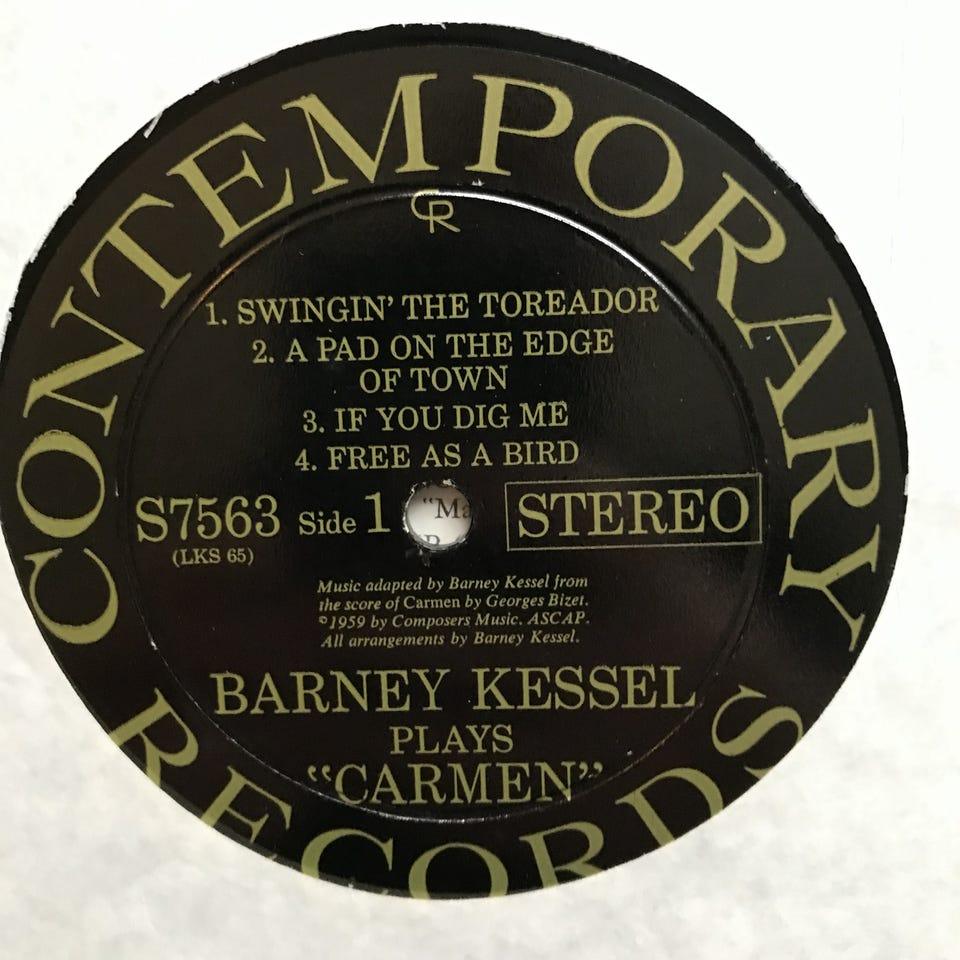 CONTEMPORARY
CR
1. SWINGIN' THE TOREADOR
2. A PAD ON THE EDGE
OF TOWN
3. IF YOU DIG ME
4. FREE AS A BIRD
S7563 Side 1 STEREO
(LKS 65)
"Ma
Music adapted by Barney Kessel from
the score of Carmen by Georges Bizet.
©1959 by Composers Music. ASCAP.
All arrangements by Barney Kessel.
BARNEY KESSEL
PLAYS
"CARMEN"
RECORDS